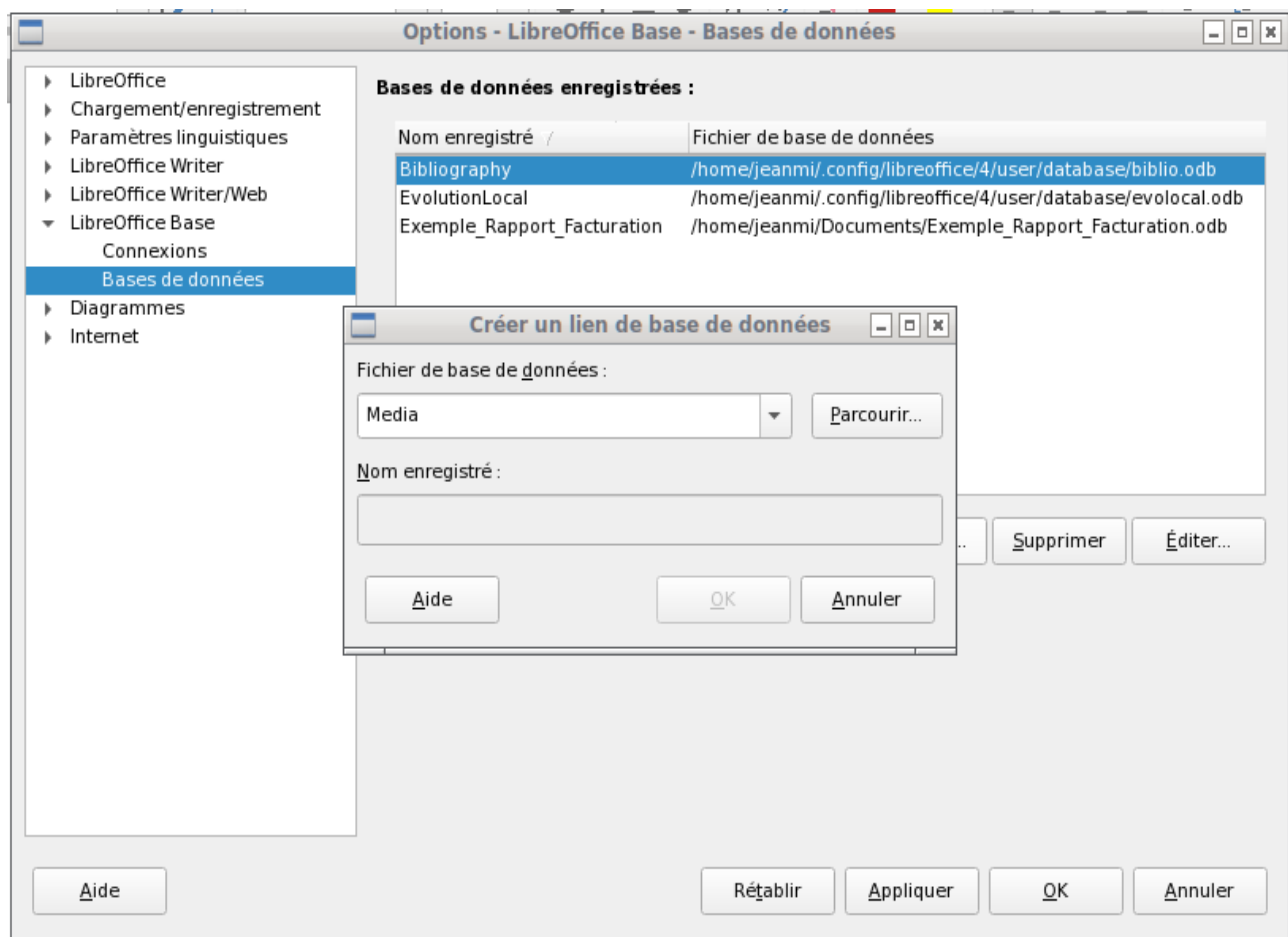 Options - LibreOffice Base - Bases de données
LibreOffice
Chargement/enregistrement
Paramètres linguistiques
LibreOffice Writer
LibreOffice Writer/Web
LibreOffice Base
Connexions
Bases de données
Diagrammes
Internet
Bases de données enregistrées :
Nom enregistré Fichier de base de données
Bibliography /home/jeanmi/.config/libreoffice/4/user/database/biblio.odb
EvolutionLocal /home/jeanmi/.config/libreoffice/4/user/database/evolocal.odb
Exemple_Rapport_Facturation /home/jeanmi/Documents/Exemple_Rapport_Facturation.odb
Créer un lien de base de données
Fichier de base de données :
Media Parcourir...
Nom enregistré :
Aide OK Annuler
.. Supprimer Éditer...
Aide Rétablir Appliquer OK Annuler